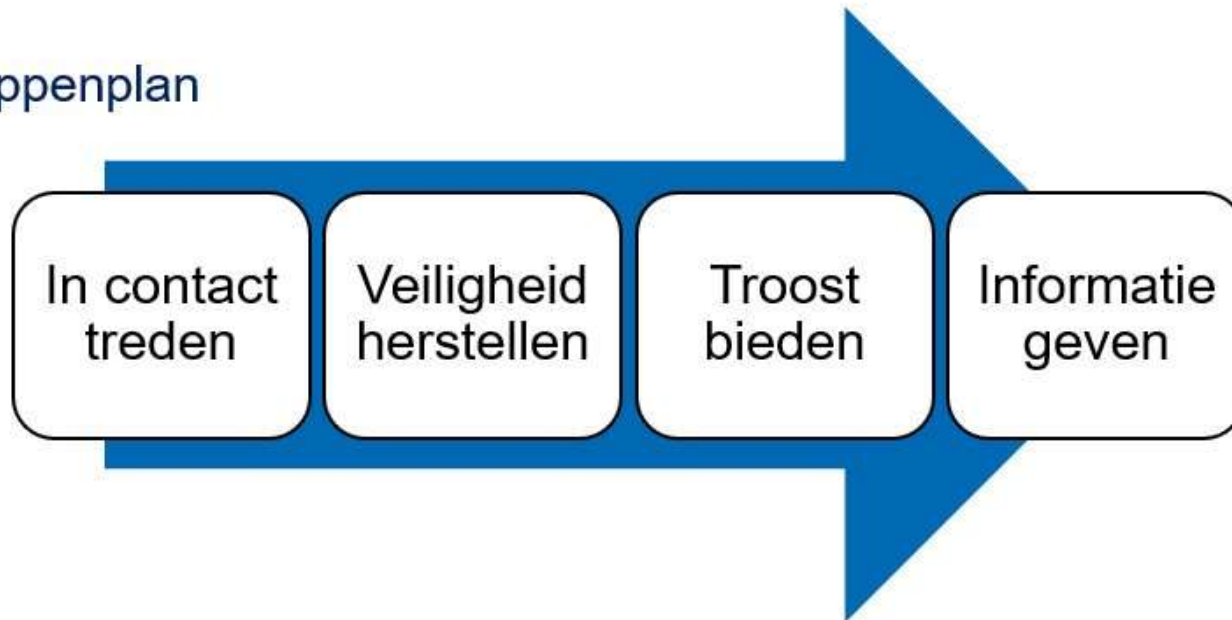 ppenplan
In contact
treden
Veiligheid
herstellen
Troost
bieden
Informatie
geven